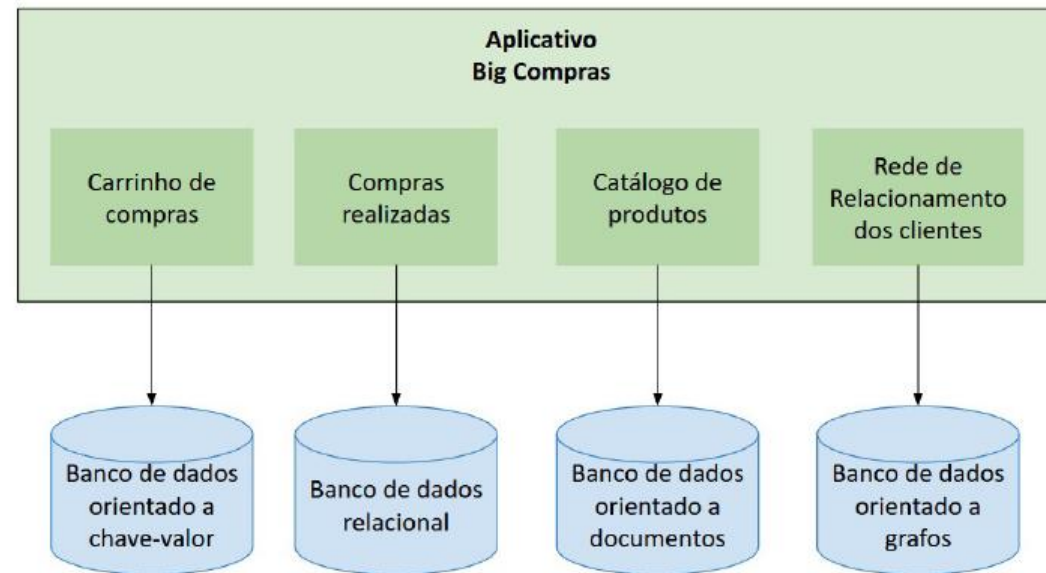 Aplicativo
Big Compras
Carrinho de
compras
Compras
realizadas
Catálogo de
produtos
Rede de
Relacionamento
dos clientes
Banco de dados
orientado a
chave-valor
Banco de dados
relacional
Banco de dados
orientado a
documentos
Banco de dados
orientado a
grafos